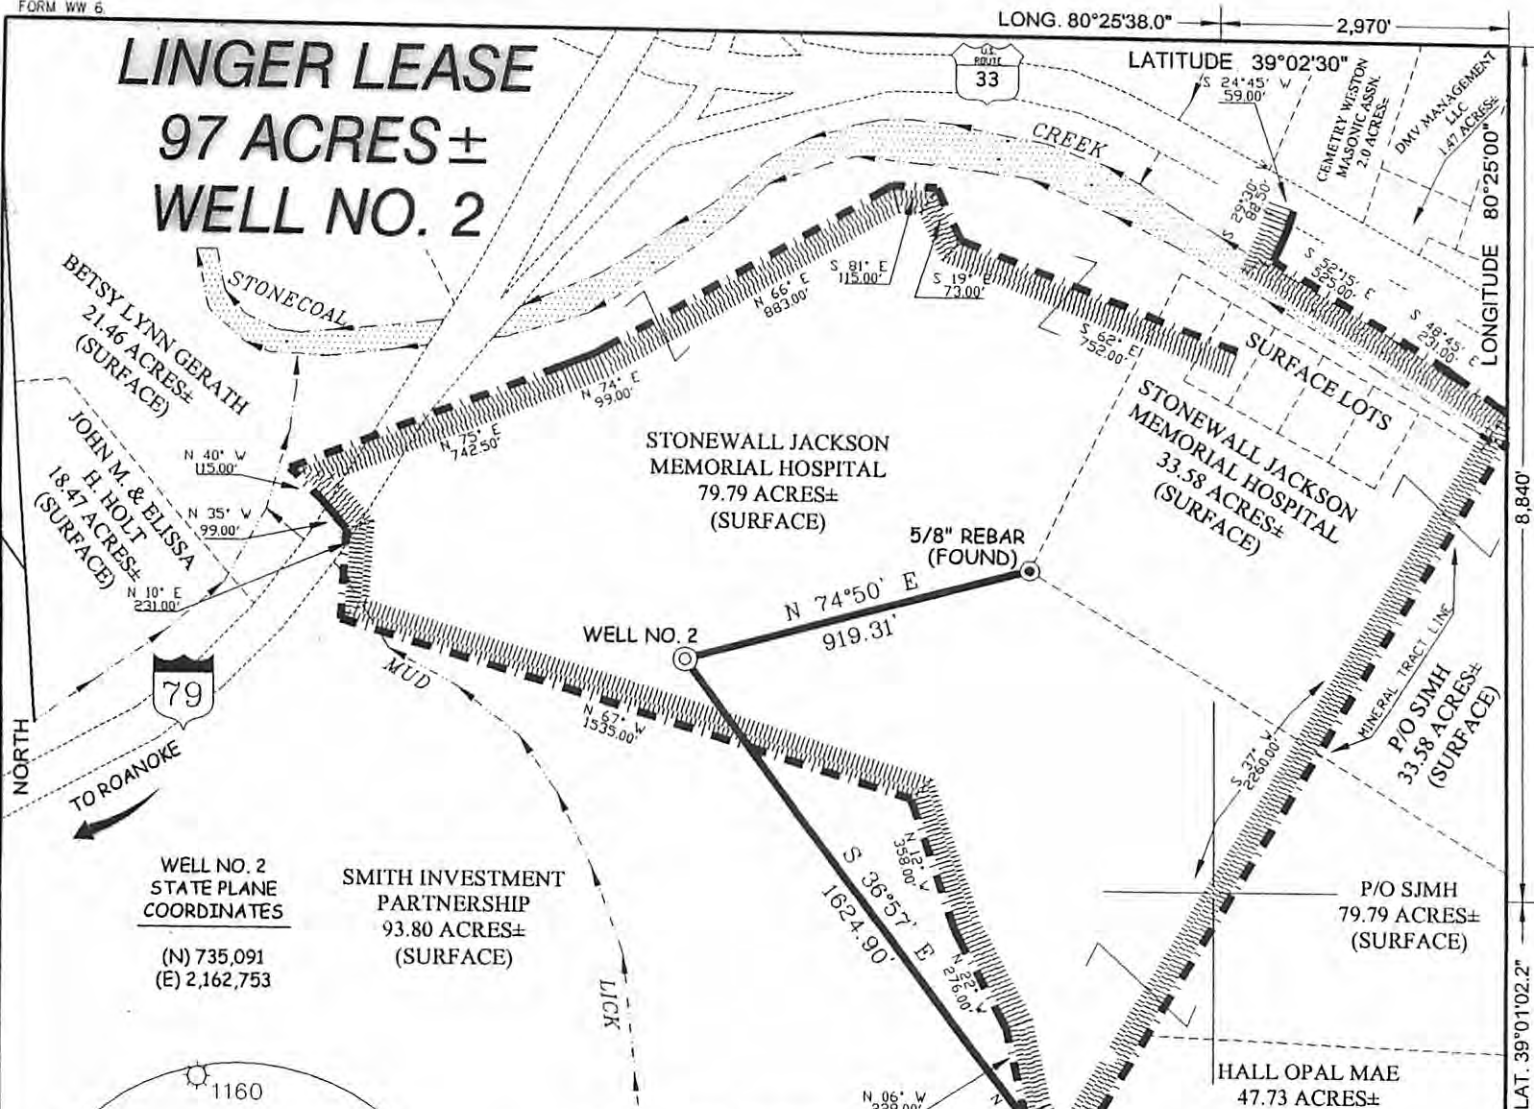 FORM WW 6
LONG. 80°25'38.0"
2,970'
LINGER LEASE
97 ACRES±
WELL NO. 2
U.S.
ROUTE
33
LATITUDE 39°02'30"
S 24°45' W
59.00'
CEMETRY WESTON
MASONIC ASSN.
2.0 ACRES±
DMV MANAGEMENT
LLC
1.47 ACRES±
LONGITUDE 80°25'00"
CREEK
S 29°30'
88.50'
STONECOAL
BETSY LYNN GERATH
21.46 ACRES±
(SURFACE)
N 66° E
883.00'
S 81° E
115.00'
S 19° E
73.00'
S 62° E
752.00'
S 52°15' E
525.00'
S 48°45' E
231.00'
SURFACE LOTS
N 74° E
99.00'
N 75° E
742.50'
N 40° W
115.00'
JOHN M. & ELISSA
H. HOLT
18.47 ACRES±
(SURFACE)
N 35° W
99.00'
N 10° E
231.00'
STONEWALL JACKSON
MEMORIAL HOSPITAL
79.79 ACRES±
(SURFACE)
STONEWALL JACKSON
MEMORIAL HOSPITAL
33.58 ACRES±
(SURFACE)
8,840'
5/8" REBAR
(FOUND)
N 74°50' E
919.31'
WELL NO. 2
MUD
79
NORTH
TO ROANOKE
N 67° W
1535.00'
MINERAL TRACT LINE
P/O SJMH
33.58 ACRES±
(SURFACE)
S 37° W
2260.00'
WELL NO. 2
STATE PLANE
COORDINATES
(N) 735,091
(E) 2,162,753
SMITH INVESTMENT
PARTNERSHIP
93.80 ACRES±
(SURFACE)
N 12° W
358.00'
S 36°57' E
1624.90'
N 22° W
276.00'
P/O SJMH
79.79 ACRES±
(SURFACE)
LICK
LAT. 39°01'02.2"
HALL OPAL MAE
47.73 ACRES±
1160
N 06° W
N